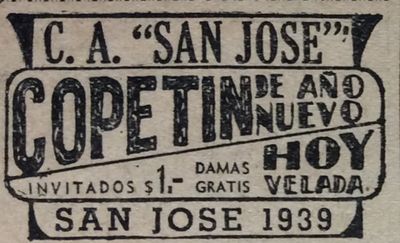 C. A. "SAN JOSE"
COPETIN DE AÑO NUEVO
HOY
INVITADOS $1,- DAMAS GRATIS VELADA
SAN JOSE 1939